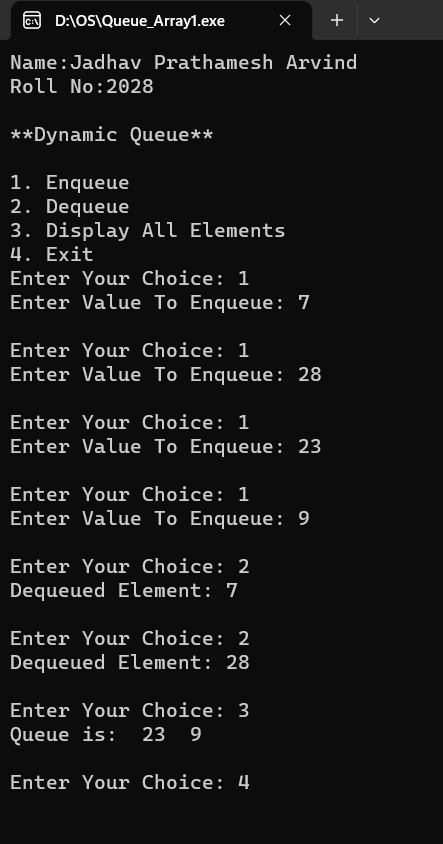 D:\OS\Queue_Array1.exe
Name:Jadhav Prathamesh Arvind
Roll No:2028
**Dynamic Queue**
1. Enqueue
2. Dequeue
3. Display All Elements
4. Exit
Enter Your Choice: 1
Enter Value To Enqueue: 7
Enter Your Choice: 1
Enter Value To Enqueue: 28
Enter Your Choice: 1
Enter Value To Enqueue: 23
Enter Your Choice: 1
Enter Value To Enqueue: 9
Enter Your Choice: 2
Dequeued Element: 7
Enter Your Choice: 2
Dequeued Element: 28
Enter Your Choice: 3
Queue is:  23  9
Enter Your Choice: 4